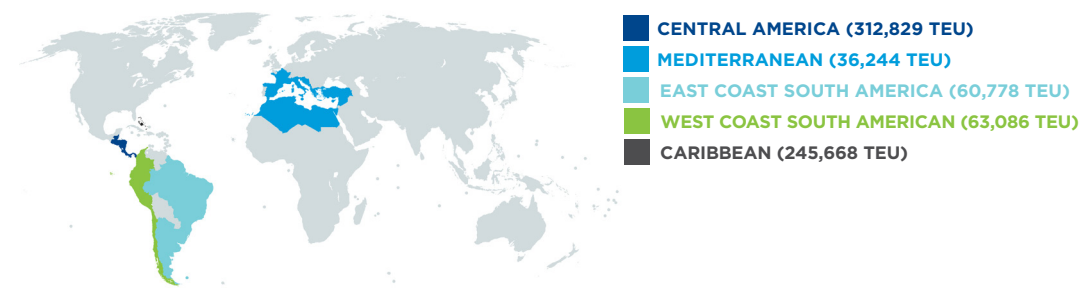 CENTRAL AMERICA (312,829 TEU)
MEDITERRANEAN (36,244 TEU)
EAST COAST SOUTH AMERICA (60,778 TEU)
WEST COAST SOUTH AMERICAN (63,086 TEU)
CARIBBEAN (245,668 TEU)